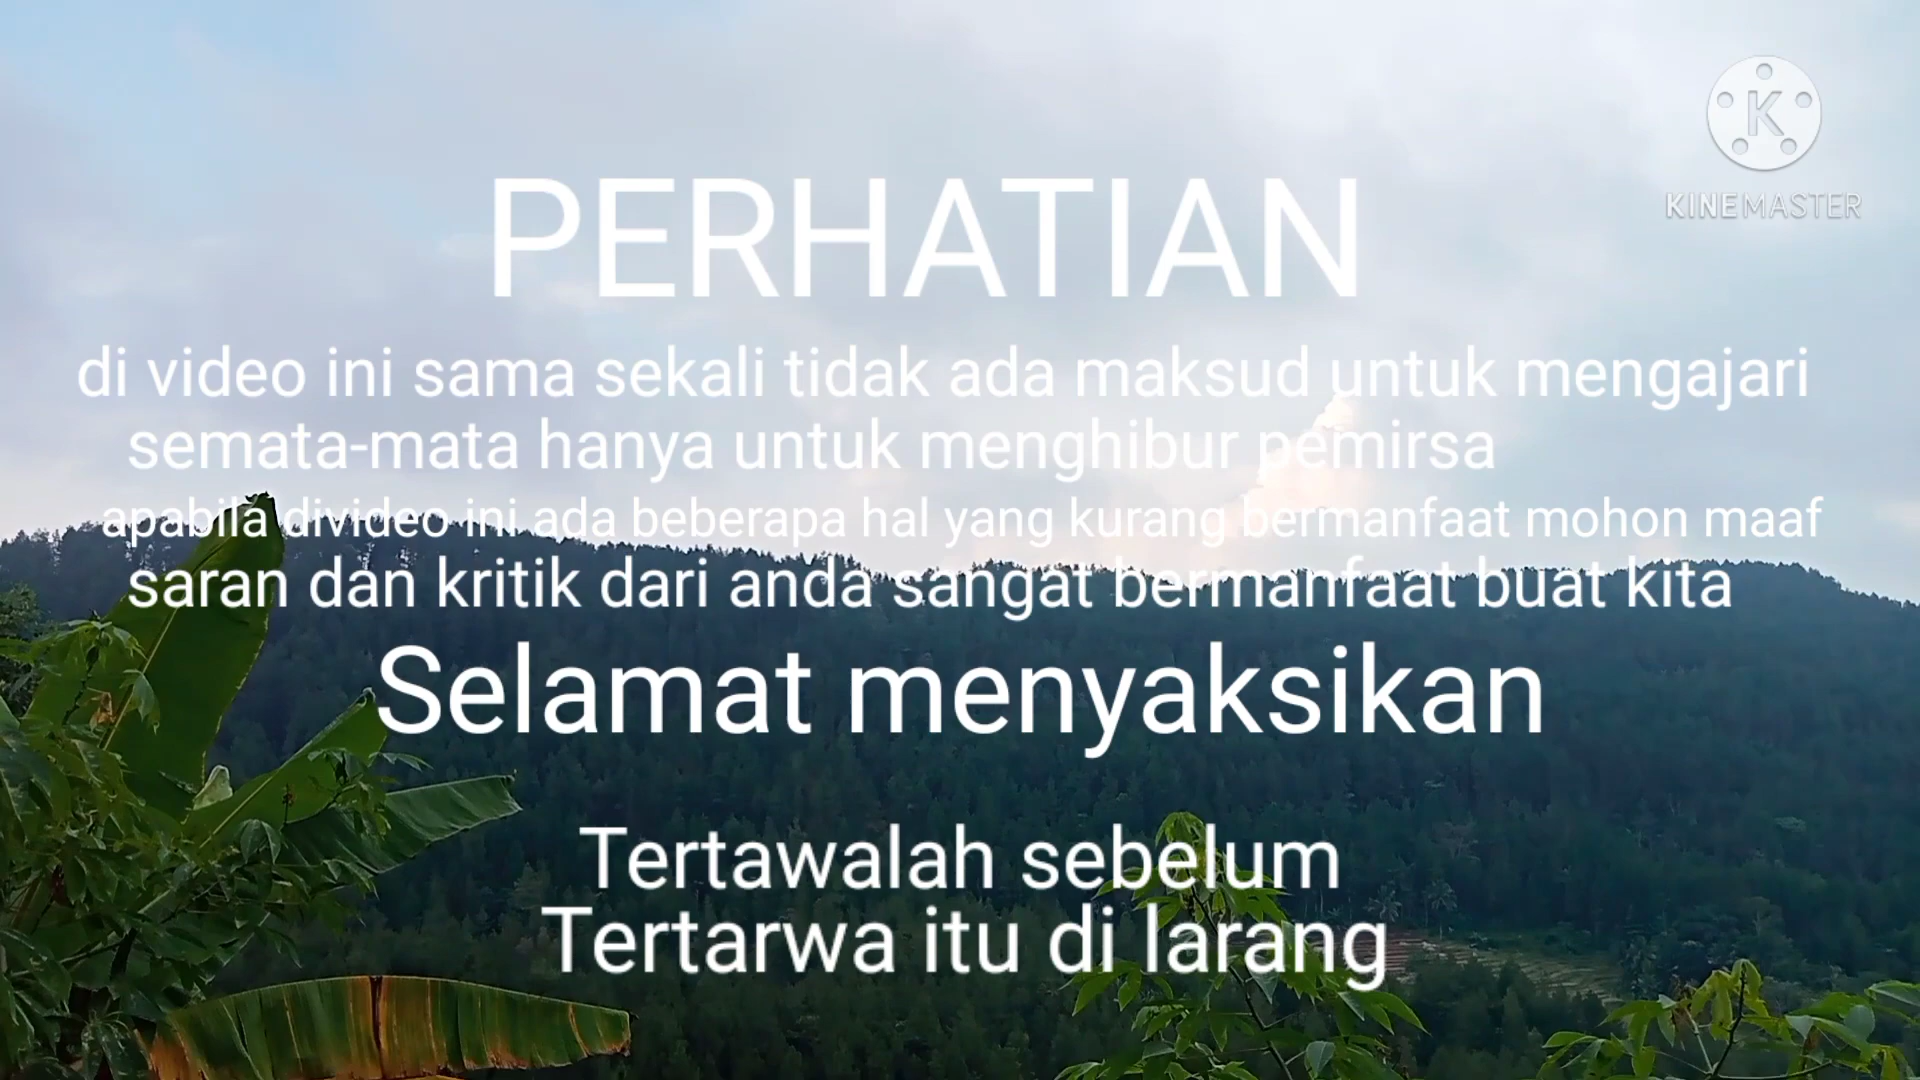 KINEMASTER
PERHATIAN
di video ini sama sekali tidak ada maksud untuk mengajari
semata-mata hanya untuk menghibur pemirsa
apabila divideo ini ada beberapa hal yang kurang bermanfaat mohon maaf
saran dan kritik dari anda sangat bermanfaat buat kita
Selamat menyaksikan
Tertawalah sebelum
Tertarwa itu di larang